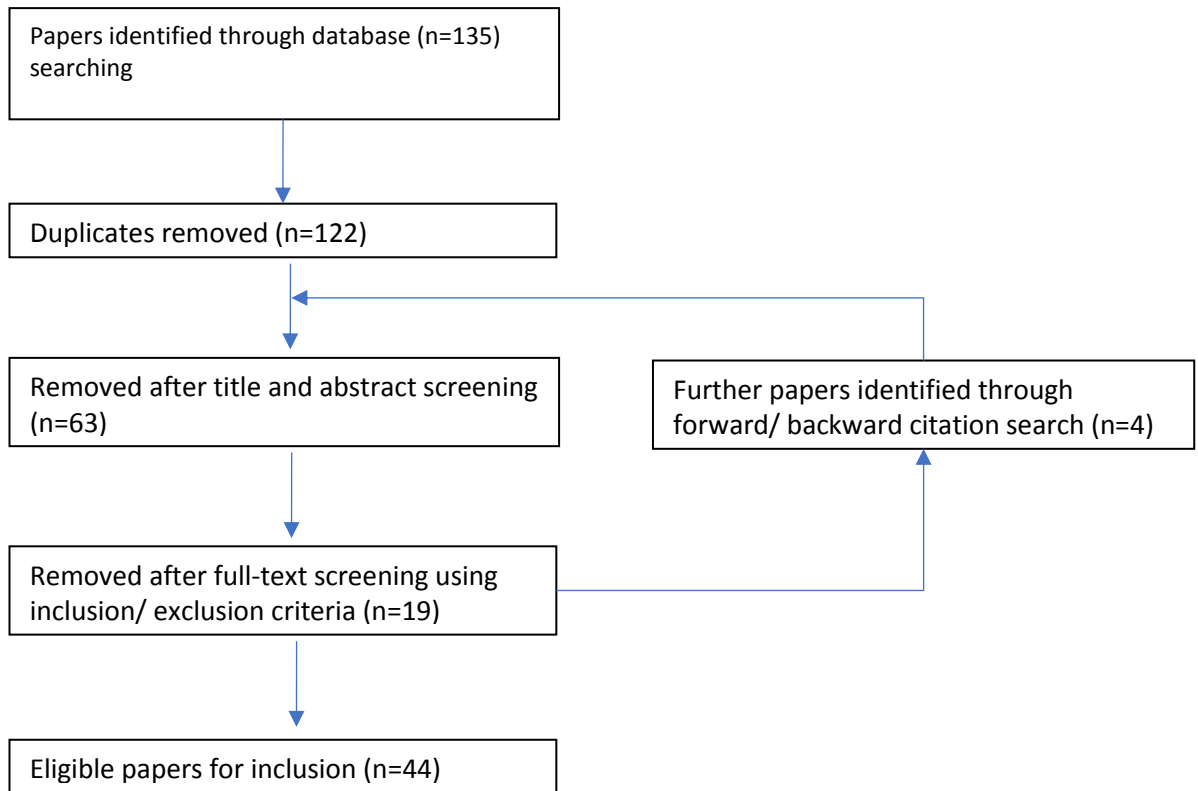 Papers identified through database (n=135)
searching
Duplicates removed (n=122)
Removed after title and abstract screening
(n=63)
Further papers identified through
forward/ backward citation search (n=4)
Removed after full-text screening using
inclusion/ exclusion criteria (n=19)
Eligible papers for inclusion (n=44)